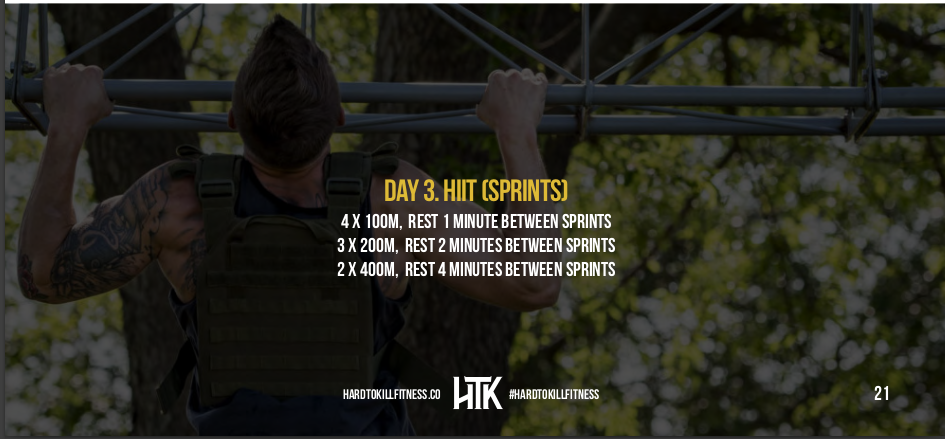 DAY 3. HIIT (SPRINTS)
4 X 100M, REST 1 MINUTE BETWEEN SPRINTS
3 X 200M, REST 2 MINUTES BETWEEN SPRINTS
2 X 400M, REST 4 MINUTES BETWEEN SPRINTS
HARDTOKILLFITNESS.CO HTK #HARDTOKILLFITNESS
21